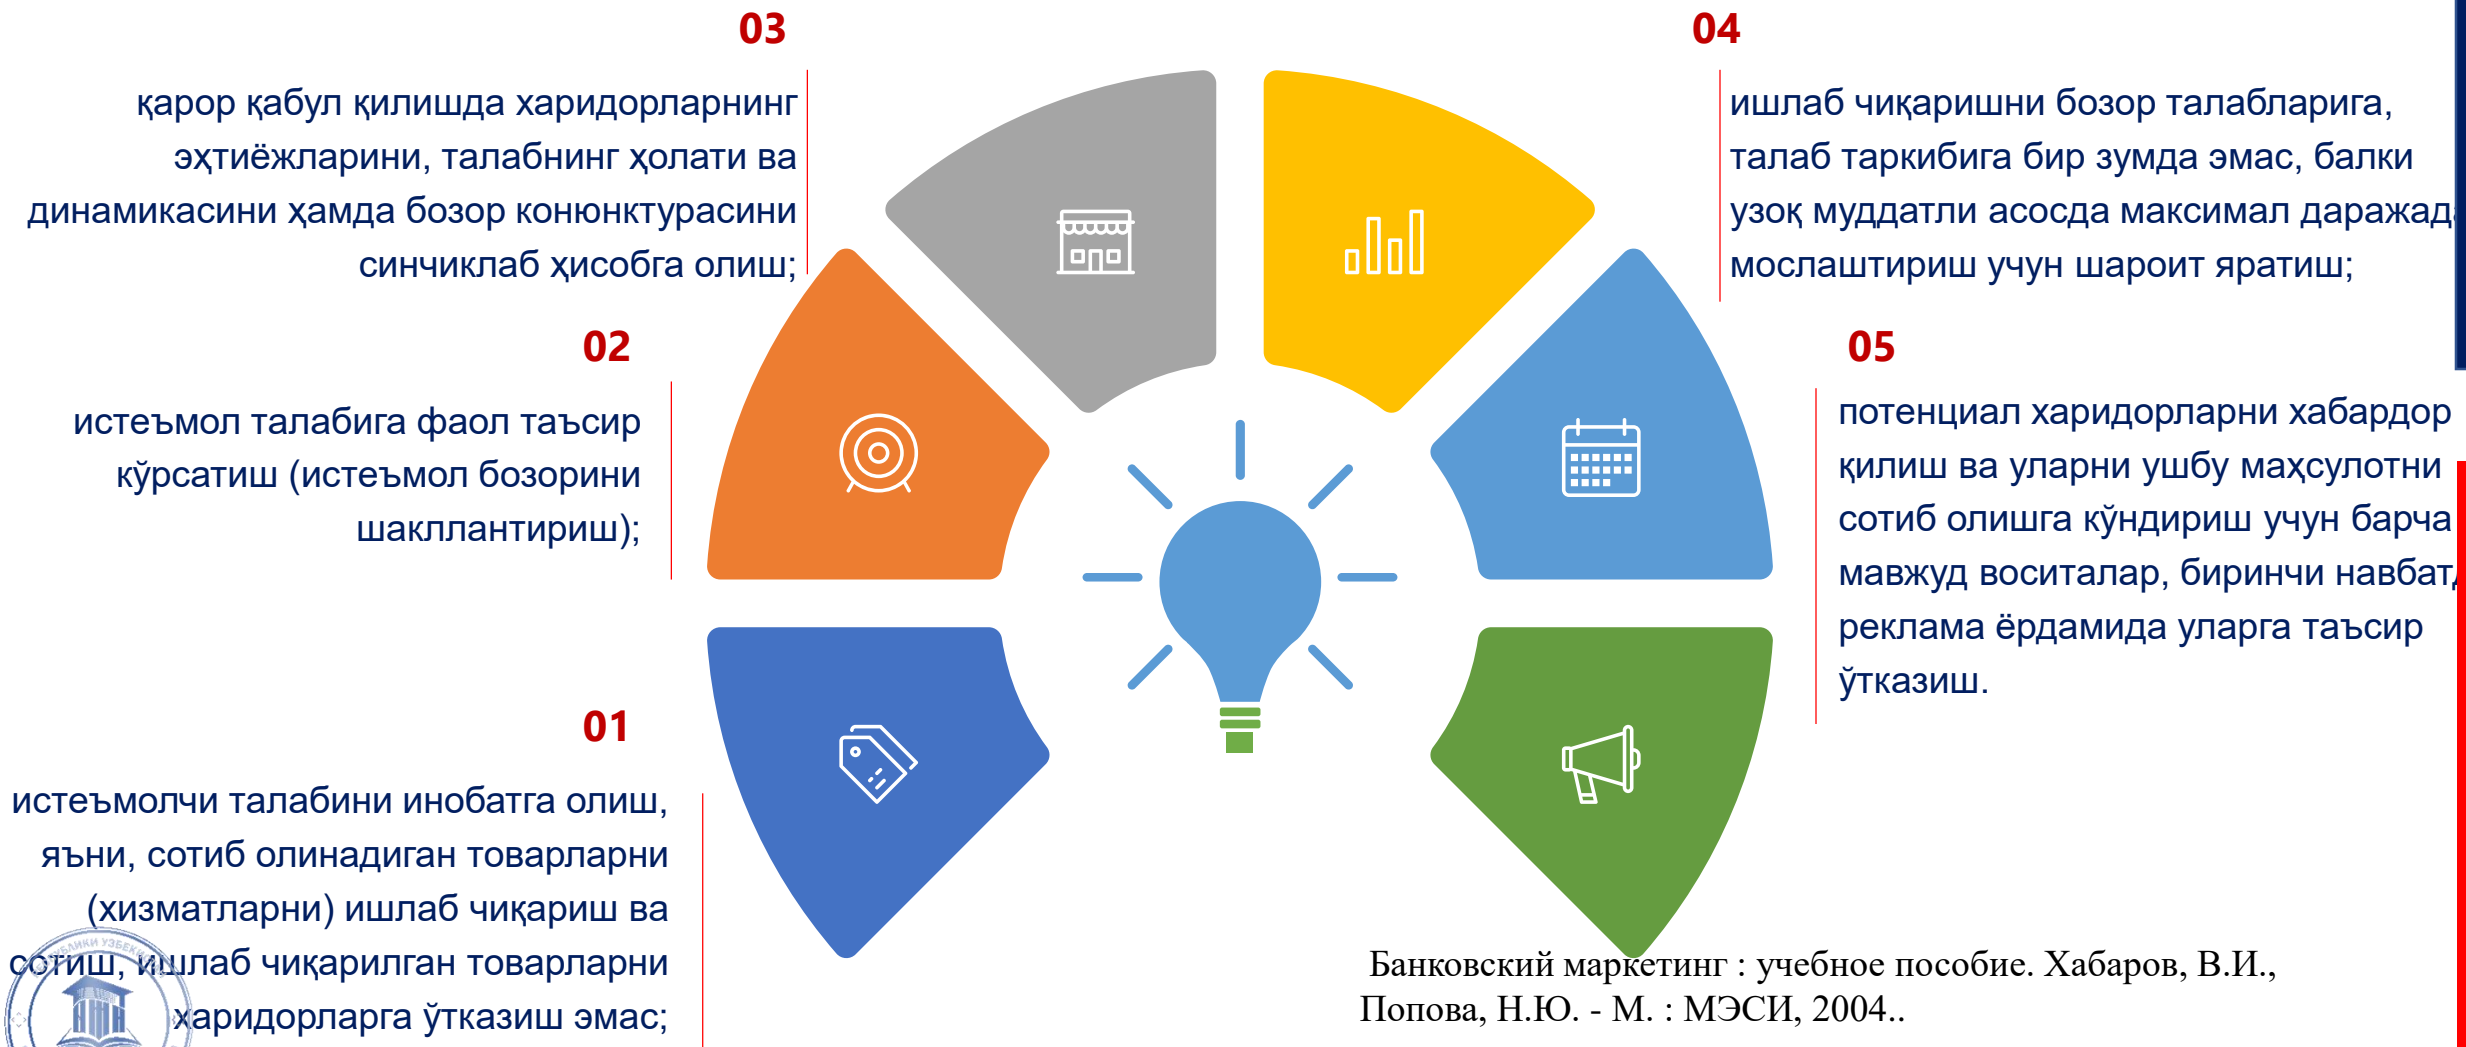 03
қарор қабул қилишда харидорларнинг
эҳтиёжларини, талабнинг ҳолати ва
динамикасини ҳамда бозор конюнктурасини
синчиклаб ҳисобга олиш;
04
ишлаб чиқаришни бозор талабларига,
талаб таркибига бир зумда эмас, балки
узоқ муддатли асосда максимал даражада
мослаштириш учун шароит яратиш;
02
истеъмол талабига фаол таъсир
кўрсатиш (истеъмол бозорини
шакллантириш);
05
потенциал харидорларни хабардор
қилиш ва уларни ушбу маҳсулотни
сотиб олишга кўндириш учун барча
мавжуд воситалар, биринчи навбатд
реклама ёрдамида уларга таъсир
ўтказиш.
01
истеъмолчи талабини инобатга олиш,
яъни, сотиб олинадиган товарларни
(хизматларни) ишлаб чиқариш ва
сотиш, ишлаб чиқарилган товарларни
харидорларга ўтказиш эмас;
Банковский маркетинг : учебное пособие. Хабаров, В.И.,
Попова, Н.Ю. - М. : МЭСИ, 2004..